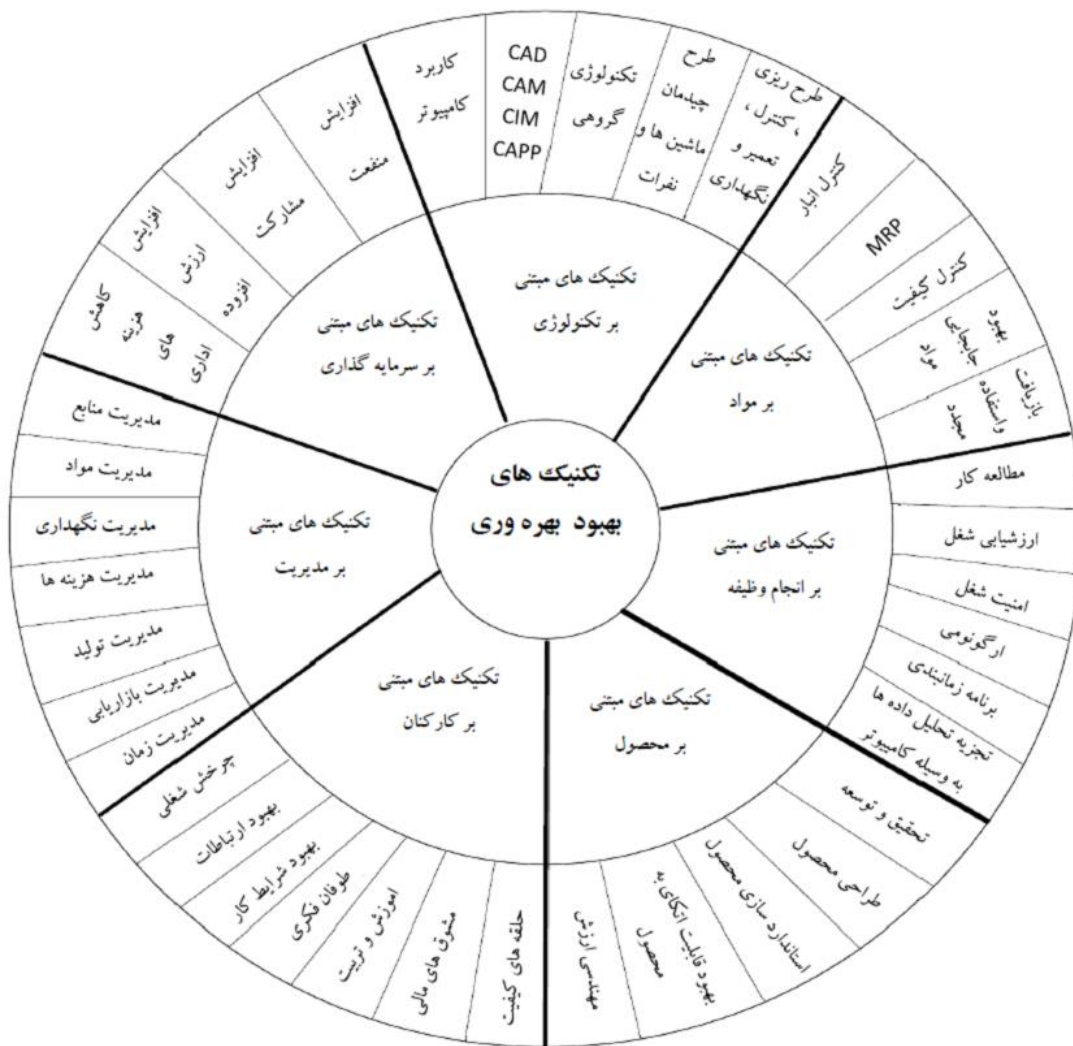 تکنیک های
بهبود بهره وری
تکنیک های مبتنی
بر تکنولوژی
کاربرد
کامپیوتر
CAD
CAM
CIM
CAPP
تکنولوژی
گروهی
طرح
چیدمان
ماشین ها و
نفرات
طرح ریزی
، کنترل ،
تعمیر و
نگهداری
تکنیک های مبتنی
بر مواد
کنترل انبار
MRP
کنترل کیفیت
بهبود
جابجایی
مواد
بازیافت
واستفاده
مجدد
تکنیک های مبتنی
بر انجام وظیفه
مطالعه کار
ارزشیابی شغل
امنیت شغل
ارگونومی
برنامه زمانبندی
تجزیه تحلیل داده ها
به وسیله کامپیوتر
تکنیک های مبتنی
بر محصول
تحقیق و توسعه
طراحی محصول
استاندارد سازی محصول
بهبود قابلیت اتکای به
محصول
مهندسی ارزش
تکنیک های مبتنی
بر کارکنان
حلقه های کیفیت
مشوق های مالی
اموزش و تربیت
طوفان فکری
بهبود شرایط کار
بهبود ارتباطات
چرخش شغلی
تکنیک های مبتنی
بر مدیریت
مدیریت زمان
مدیریت بازاریابی
مدیریت تولید
مدیریت هزینه ها
مدیریت نگهداری
مدیریت مواد
مدیریت منابع
تکنیک های مبتنی
بر سرمایه گذاری
کاهش
هزینه
های
اداری
افزایش
ارزش
افزوده
افزایش
مشارکت
افزایش
منفعت